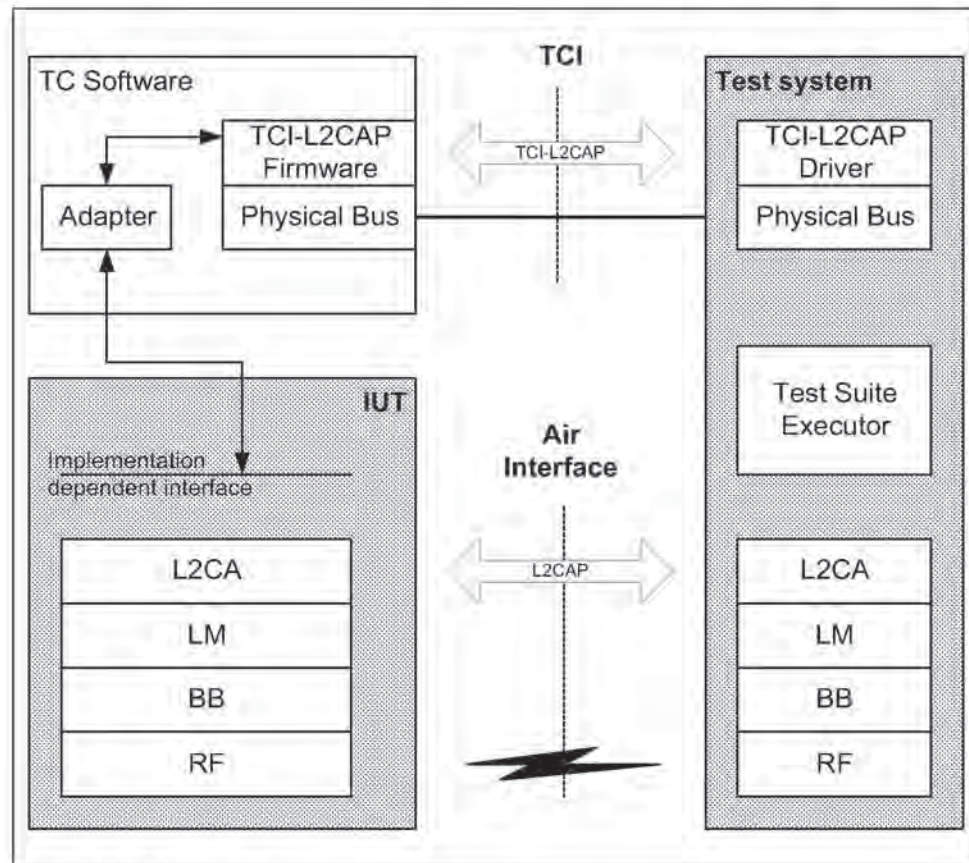 TC Software
TCI-L2CAP
Firmware
Adapter
Physical Bus
TCI
TCI-L2CAP
Test system
TCI-L2CAP
Driver
Physical Bus
Test Suite
Executor
IUT
Implementation
dependent interface
L2CA
LM
BB
RF
Air
Interface
L2CAP
L2CA
LM
BB
RF